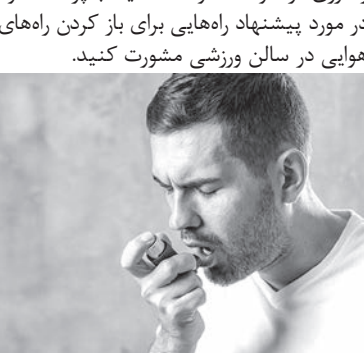 در مورد پیشنهاد راه‌هایی برای باز کردن راه‌های
هوایی در سالن ورزشی مشورت کنید.